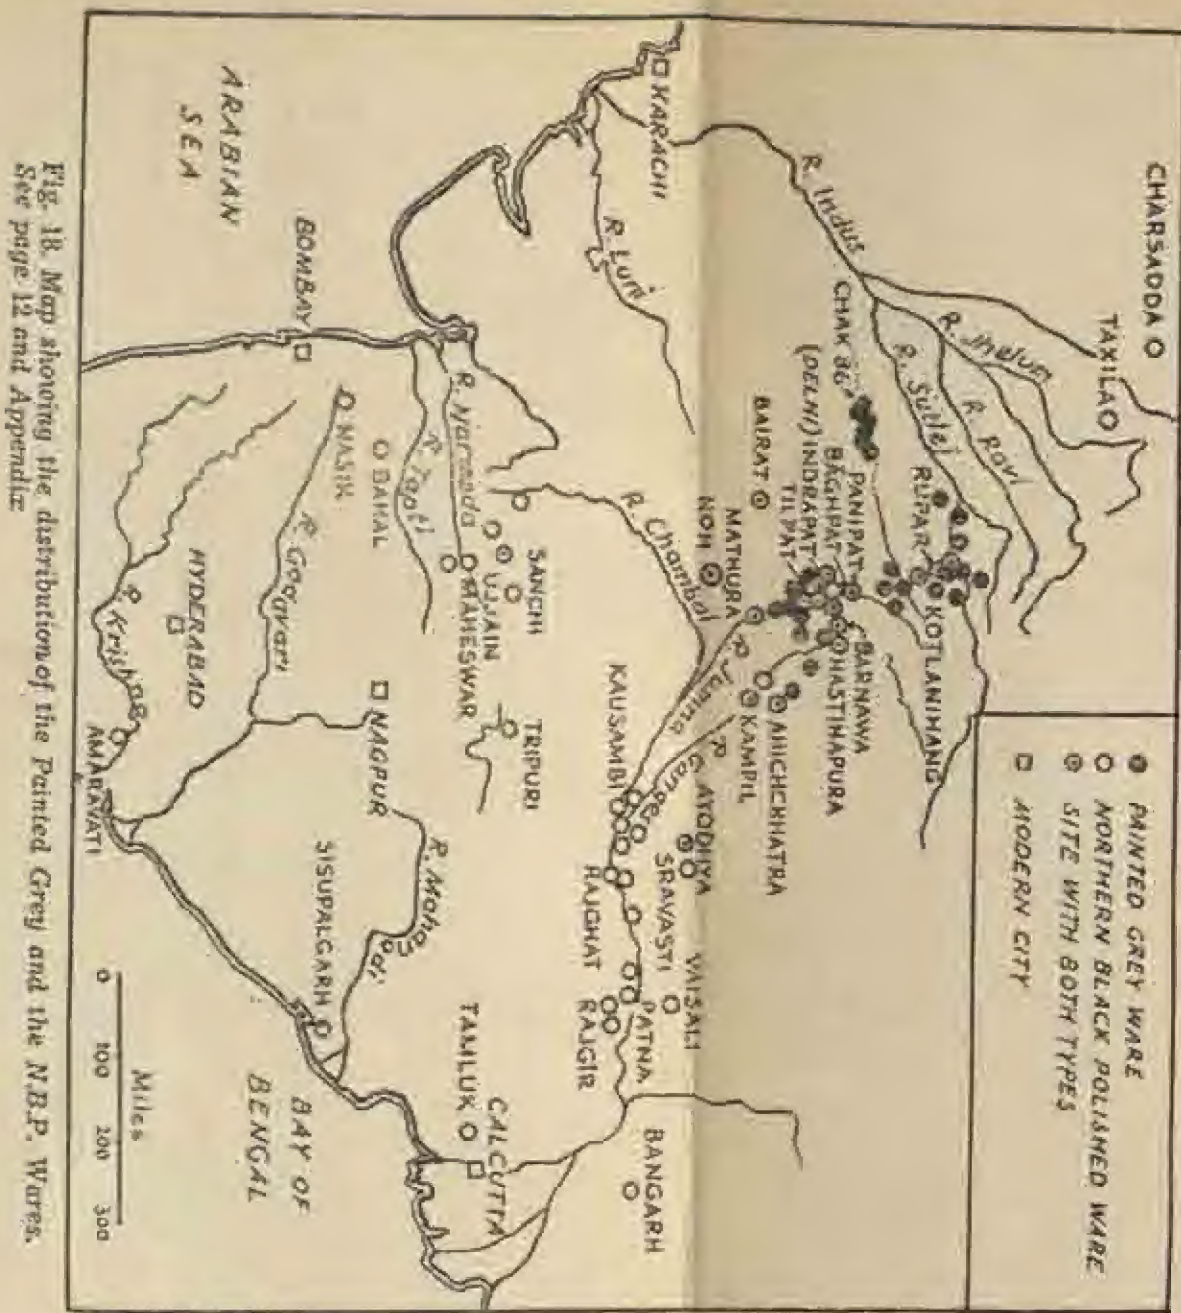 CHARSADDA
TAXILA
R. Jhelum
R. Ravi
R. Sutlej
R. Indus
KARACHI
R. Luni
CHAK 86
RUPAR
KOTLANIHANG
PANIPAT
BAGHPAT
(DELHI) INDRAPAT
TILPAT
BARNAWA
HASTINAPURA
BAIRAT
NOH
MATHURA
AHICHCHHATRA
KAMPIL
R. Chambal
R. Jumna
R. Ganges
KAUSAMBI
AYODHYA
SRAVASTI
RAJGHAT
VAISALI
PATNA
RAJGIR
BANGARH
SANCHI
UJJAIN
MAHESWAR
TRIPURI
R. Narmada
R. Tapti
BAHAL
NASIK
BOMBAY
ARABIAN
SEA
NAGPUR
R. Godavari
HYDERABAD
R. Krishna
AMARAVATI
R. Mahanadi
SISUPALGARH
TAMLUK
CALCUTTA
BAY OF
BENGAL
PAINTED GREY WARE
NORTHERN BLACK POLISHED WARE
SITE WITH BOTH TYPES
MODERN CITY
Miles
0 100 200 300
Fig. 18. Map showing the distribution of the Painted Grey and the N.B.P. Wares.
See page 12 and Appendix